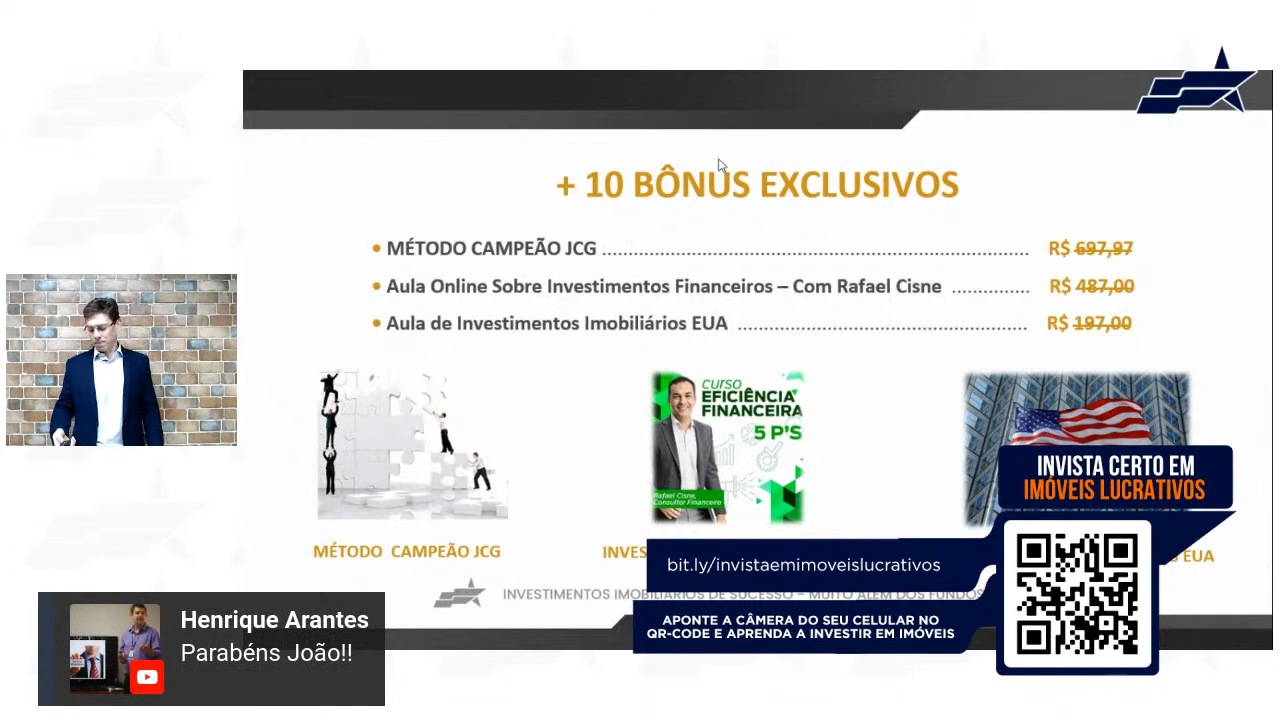 + 10 BÔNUS EXCLUSIVOS
• MÉTODO CAMPEÃO JCG ........ R$ 697,97
• Aula Online Sobre Investimentos Financeiros – Com Rafael Cisne ........ R$ 487,00
• Aula de Investimentos Imobiliários EUA ........ R$ 197,00
CURSO
EFICIÊNCIA
FINANCEIRA
5 P'S
Rafael Cisne,
Consultor Financeiro
MÉTODO CAMPEÃO JCG
EUA
INVESTIMENTOS IMOBILIÁRIOS DE SUCESSO – MUITO ALÉM DOS FUNDOS
INVISTA CERTO EM
IMÓVEIS LUCRATIVOS
bit.ly/invistaemimoveislucrativos
APONTE A CÂMERA DO SEU CELULAR NO
QR-CODE E APRENDA A INVESTIR EM IMÓVEIS
Henrique Arantes
Parabéns João!!